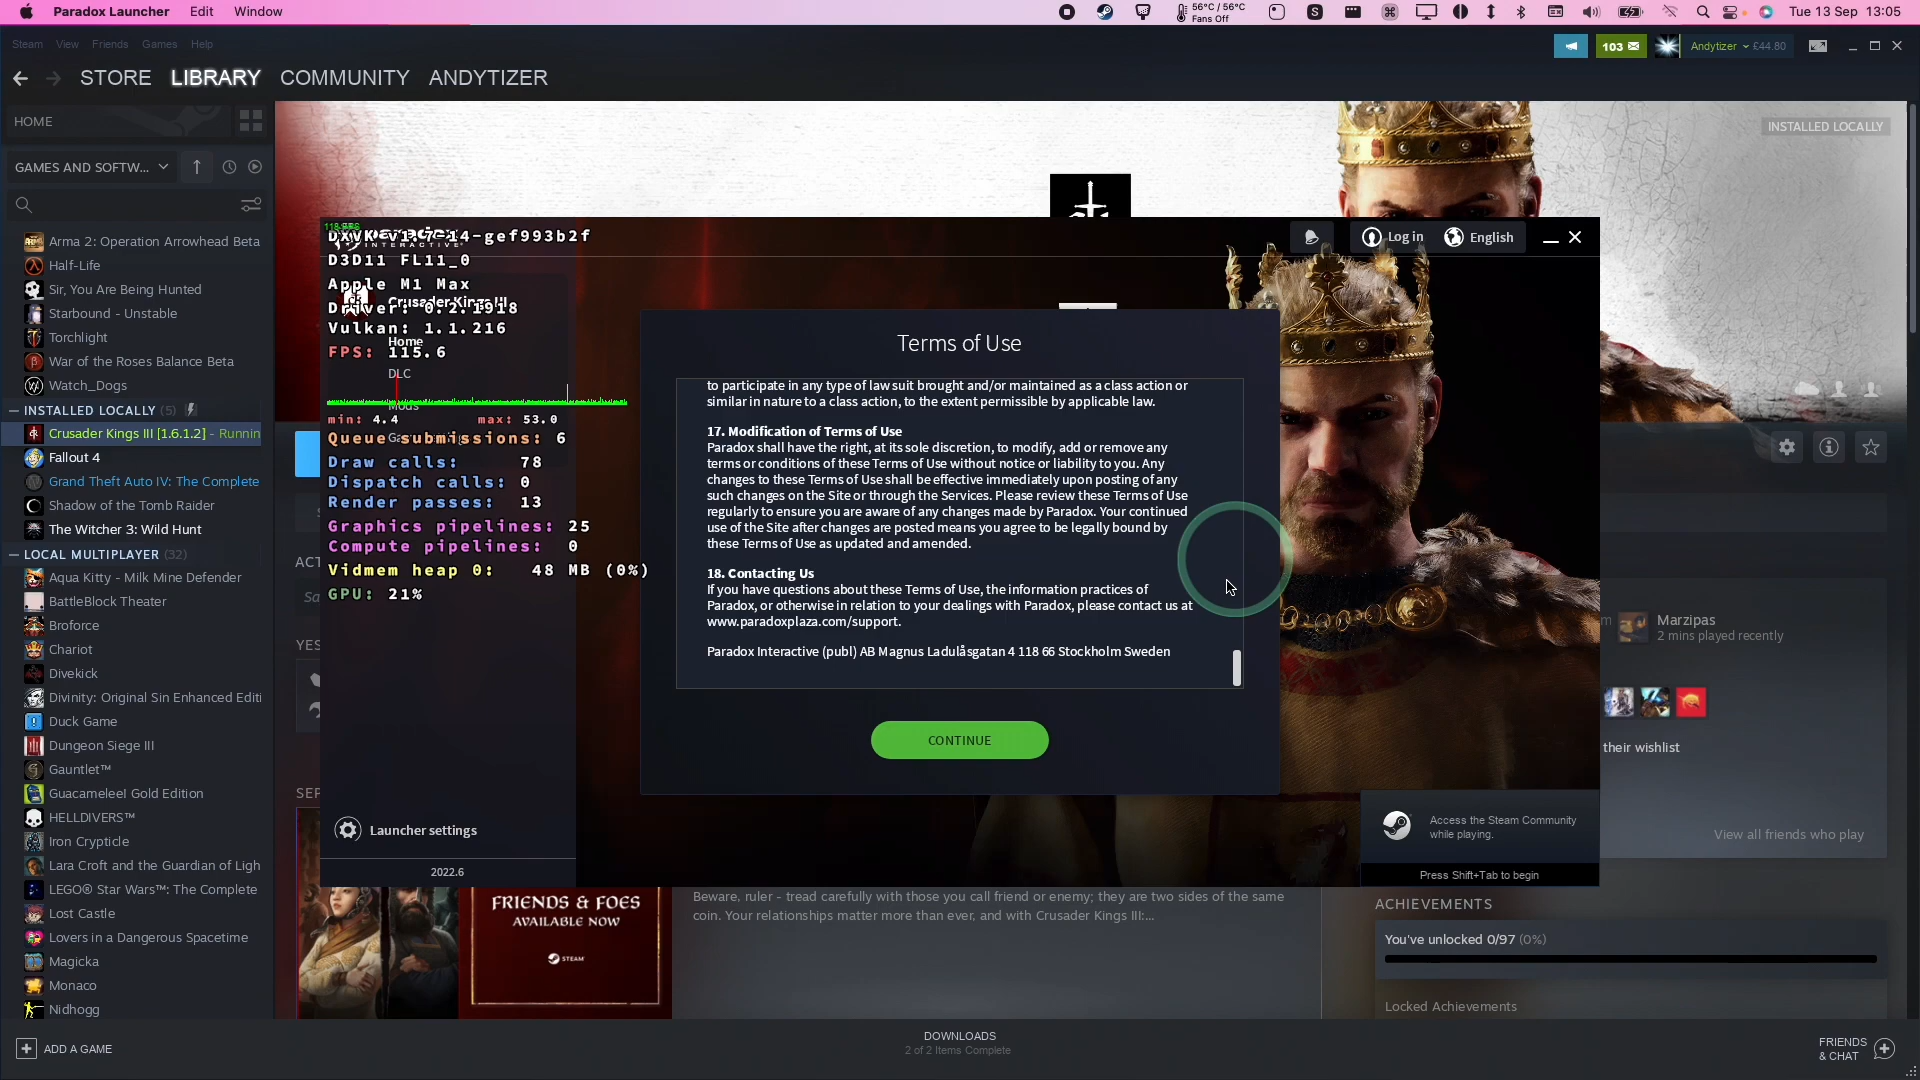 Paradox Launcher Edit Window
56°C / 56°C
Fans Off
Tue 13 Sep 13:05
Steam View Friends Games Help
103
Andytizer
£44.80
STORE LIBRARY COMMUNITY ANDYTIZER
HOME
INSTALLED LOCALLY
GAMES AND SOFTW...
Arma 2: Operation Arrowhead Beta
Half-Life
Sir, You Are Being Hunted
Starbound - Unstable
Torchlight
War of the Roses Balance Beta
Watch_Dogs
INSTALLED LOCALLY (5)
Crusader Kings III [1.6.1.2] - Runnin
Fallout 4
Grand Theft Auto IV: The Complete
Shadow of the Tomb Raider
The Witcher 3: Wild Hunt
LOCAL MULTIPLAYER (32)
Aqua Kitty - Milk Mine Defender
BattleBlock Theater
Broforce
Chariot
Divekick
Divinity: Original Sin Enhanced Editi
Duck Game
Dungeon Siege III
Gauntlet™
Guacamelee! Gold Edition
HELLDIVERS™
Iron Crypticle
Lara Croft and the Guardian of Ligh
LEGO® Star Wars™: The Complete
Lost Castle
Lovers in a Dangerous Spacetime
Magicka
Monaco
Nidhogg
ADD A GAME
INTERACTIVE
D3D11 FL11_0
Apple M1 Max
Crusader Kings III
Driver: 0.2.1918
Vulkan: 1.1.216
Home
FPS: 115.6
DLC
Mods
min: 4.4 max: 53.0
Queue submissions: 6
Draw calls: 78
Dispatch calls: 0
Render passes: 13
Graphics pipelines: 25
Compute pipelines: 0
Vidmem heap 0: 48 MB (0%)
GPU: 21%
Launcher settings
2022.6
Log in
English
Terms of Use
to participate in any type of lawsuit brought and/or maintained as a class action or
similar in nature to a class action, to the extent permissible by applicable law.
17. Modification of Terms of Use
Paradox shall have the right, at its sole discretion, to modify, add or remove any
terms or conditions of these Terms of Use without notice or liability to you. Any
changes to these Terms of Use shall be effective immediately upon posting of any
such changes on the Site or through the Services. Please review these Terms of Use
regularly to ensure you are aware of any changes made by Paradox. Your continued
use of the Site after changes are posted means you agree to be legally bound by
these Terms of Use as updated and amended.
18. Contacting Us
If you have questions about these Terms of Use, the information practices of
Paradox, or otherwise in relation to your dealings with Paradox, please contact us at
www.paradoxplaza.com/support.
Paradox Interactive (publ) AB Magnus Ladulåsgatan 4 118 66 Stockholm Sweden
CONTINUE
Access the Steam Community
while playing.
Press Shift+Tab to begin
Marzipas
2 mins played recently
their wishlist
View all friends who play
ACT
YES
SEP
FRIENDS & FOES
AVAILABLE NOW
STEAM
Beware, ruler - tread carefully with those you call friend or enemy; they are two sides of the same
coin. Your relationships matter more than ever, and with Crusader Kings III:...
ACHIEVEMENTS
You've unlocked 0/97 (0%)
Locked Achievements
DOWNLOADS
2 of 2 Items Complete
FRIENDS
& CHAT